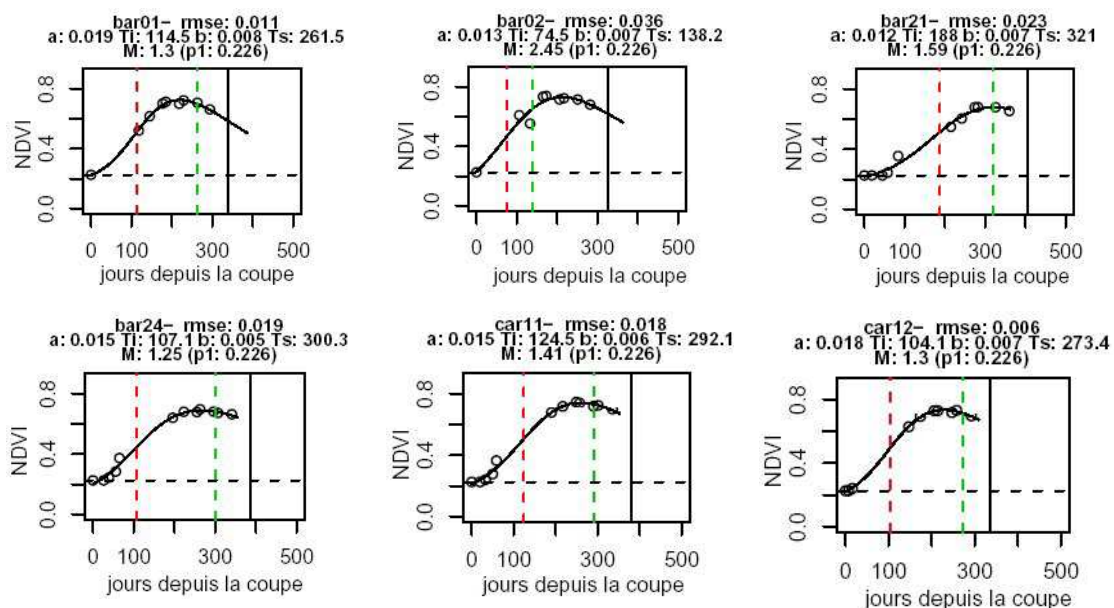 bar01− rmse: 0.011
a: 0.019 Ti: 114.5 b: 0.008 Ts: 261.5
M: 1.3 (p1: 0.226)
NDVI
0.0 0.4 0.8
0 100 300 500
jours depuis la coupe
bar02− rmse: 0.036
a: 0.013 Ti: 74.5 b: 0.007 Ts: 138.2
M: 2.45 (p1: 0.226)
NDVI
0.0 0.4 0.8
0 100 300 500
jours depuis la coupe
bar21− rmse: 0.023
a: 0.012 Ti: 188 b: 0.007 Ts: 321
M: 1.59 (p1: 0.226)
NDVI
0.0 0.4 0.8
0 100 300 500
jours depuis la coupe
bar24− rmse: 0.019
a: 0.015 Ti: 107.1 b: 0.005 Ts: 300.3
M: 1.25 (p1: 0.226)
NDVI
0.0 0.4 0.8
0 100 300 500
jours depuis la coupe
car11− rmse: 0.018
a: 0.015 Ti: 124.5 b: 0.006 Ts: 292.1
M: 1.41 (p1: 0.226)
NDVI
0.0 0.4 0.8
0 100 300 500
jours depuis la coupe
car12− rmse: 0.006
a: 0.018 Ti: 104.1 b: 0.007 Ts: 273.4
M: 1.3 (p1: 0.226)
NDVI
0.0 0.4 0.8
0 100 300 500
jours depuis la coupe